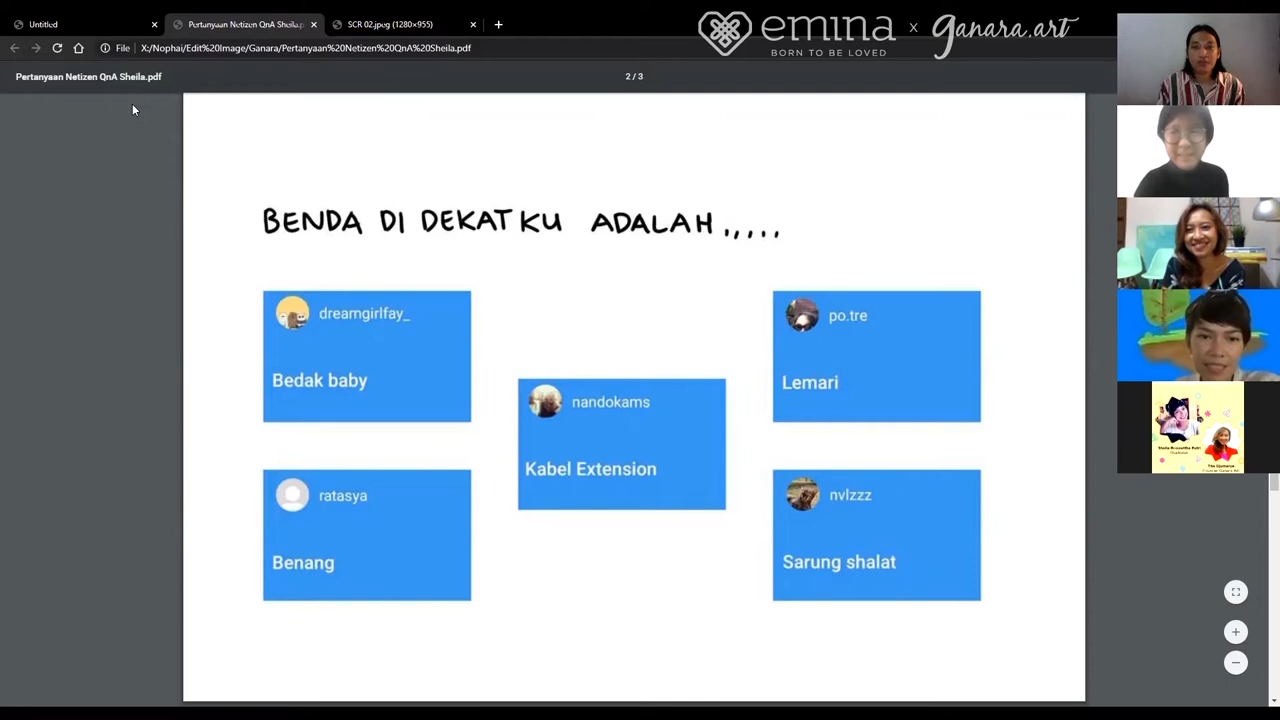 Untitled
Pertanyaan Netizen QnA Sheila.p
SCR 02.jpeg (1280×955)
File
X:/Nophai/Edit%20Image/Ganara/Pertanyaan%20Netizen%20QnA%20Sheila.pdf
emina x ganara.art
BORN TO BE LOVED
Pertanyaan Netizen QnA Sheila.pdf
2/3
BENDA DI DEKATKU ADALAH,,,,,
dreamgirlfay_
Bedak baby
po.tre
Lemari
nandokams
Kabel Extension
ratasya
Benang
nvlzzz
Sarung shalat